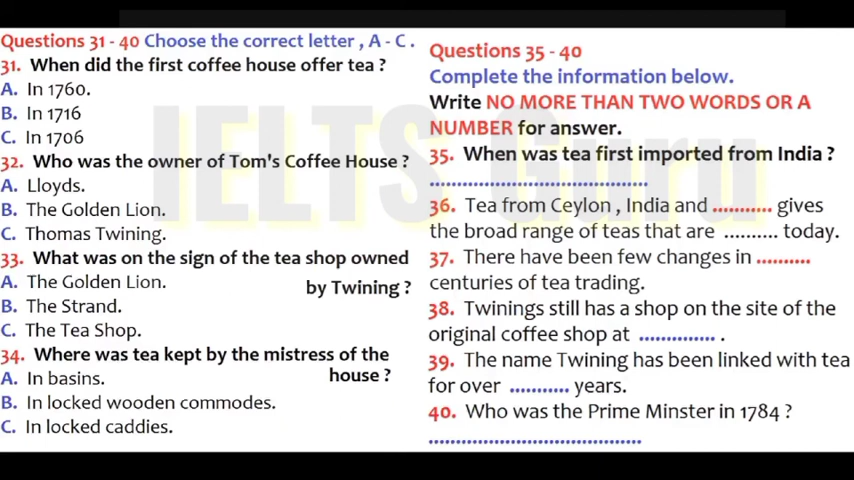 Questions 31 - 40 Choose the correct letter , A - C .
31. When did the first coffee house offer tea ?
A. In 1760.
B. In 1716
C. In 1706
32. Who was the owner of Tom's Coffee House ?
A. Lloyds.
B. The Golden Lion.
C. Thomas Twining.
33. What was on the sign of the tea shop owned
by Twining ?
A. The Golden Lion.
B. The Strand.
C. The Tea Shop.
34. Where was tea kept by the mistress of the
house ?
A. In basins.
B. In locked wooden commodes.
C. In locked caddies.
Questions 35 - 40
Complete the information below.
Write NO MORE THAN TWO WORDS OR A
NUMBER for answer.
35. When was tea first imported from India ?
.......................................
36. Tea from Ceylon , India and ........... gives
the broad range of teas that are .......... today.
37. There have been few changes in ..........
centuries of tea trading.
38. Twinings still has a shop on the site of the
original coffee shop at .............. .
39. The name Twining has been linked with tea
for over ........... years.
40. Who was the Prime Minster in 1784 ?
.......................................
IELTS Guru